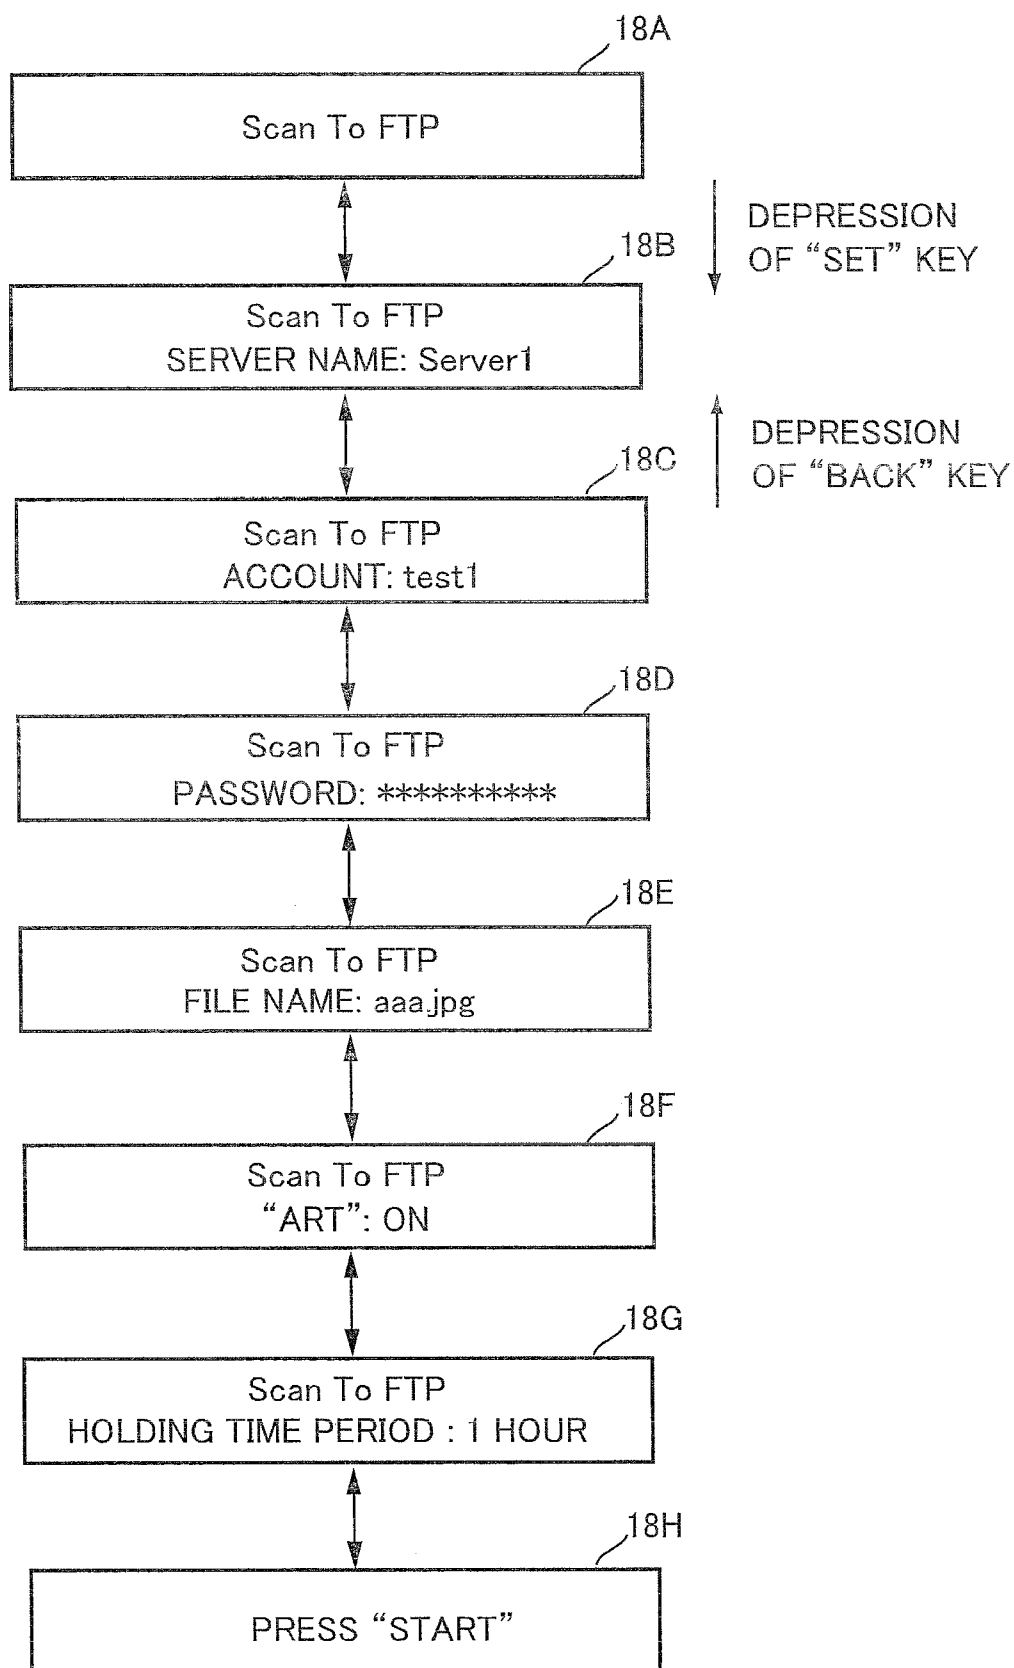 18A
Scan To FTP
DEPRESSION
OF “SET” KEY
18B
Scan To FTP
SERVER NAME: Server1
DEPRESSION
OF “BACK” KEY
18C
Scan To FTP
ACCOUNT: test1
18D
Scan To FTP
PASSWORD: **********
18E
Scan To FTP
FILE NAME: aaa.jpg
18F
Scan To FTP
“ART”: ON
18G
Scan To FTP
HOLDING TIME PERIOD : 1 HOUR
18H
PRESS “START”